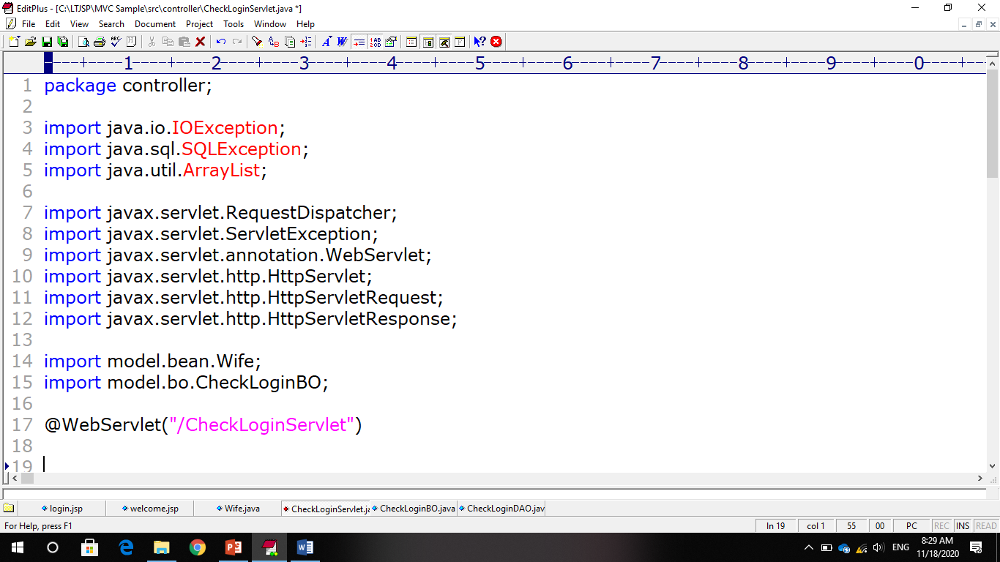 EditPlus - [C:\LTJSP\MVC Sample\src\controller\CheckLoginServlet.java *]
File Edit View Search Document Project Tools Window Help
----+----1----+----2----+----3----+----4----+----5----+----6----+----7----+----8----+----9----+----0----+--
1 package controller;
2
3 import java.io.IOException;
4 import java.sql.SQLException;
5 import java.util.ArrayList;
6
7 import javax.servlet.RequestDispatcher;
8 import javax.servlet.ServletException;
9 import javax.servlet.annotation.WebServlet;
10 import javax.servlet.http.HttpServlet;
11 import javax.servlet.http.HttpServletRequest;
12 import javax.servlet.http.HttpServletResponse;
13
14 import model.bean.Wife;
15 import model.bo.CheckLoginBO;
16
17 @WebServlet("/CheckLoginServlet")
18
19
login.jsp welcome.jsp Wife.java CheckLoginServlet.ja CheckLoginBO.java CheckLoginDAO.jav
For Help, press F1 ln 19 col 1 55 00 PC REC INS READ
ENG 8:29 AM
11/18/2020